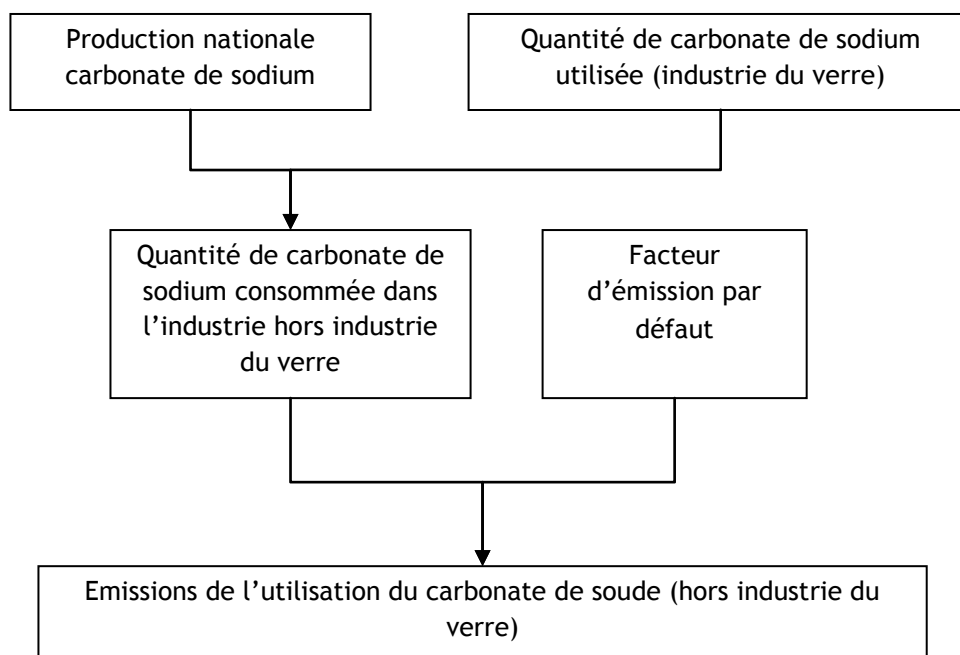 Production nationale
carbonate de sodium
Quantité de carbonate de sodium
utilisée (industrie du verre)
Quantité de carbonate de
sodium consommée dans
l’industrie hors industrie
du verre
Facteur
d’émission par
défaut
Emissions de l’utilisation du carbonate de soude (hors industrie du
verre)